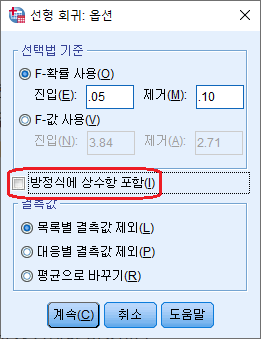 선형 회귀: 옵션
선택법 기준
F-확률 사용(O)
진입(E): .05 제거(M): .10
F-값 사용(V)
진입(N): 3.84 제거(A): 2.71
방정식에 상수항 포함(I)
결측값
목록별 결측값 제외(L)
대응별 결측값 제외(P)
평균으로 바꾸기(R)
계속(C) 취소 도움말